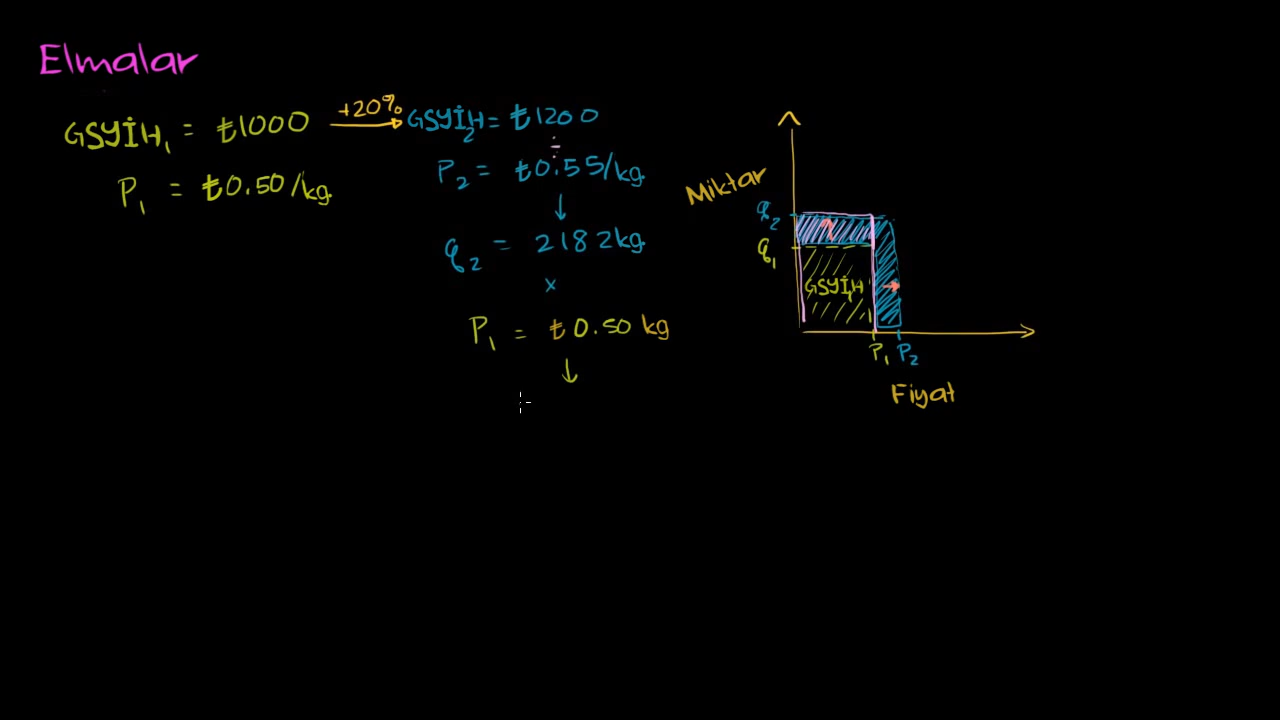 Elmalar
GSYİH₁ = ₺1000
+20%
GSYİH₂ = ₺1200
P₁ = ₺0.50/kg.
÷
P₂ = ₺0.55/kg.
↓
q₂ = 2182kg.
x
P₁ = ₺0.50 kg
↓
Miktar
q₂
q₁
GSYİH₁
P₁ P₂
Fiyat